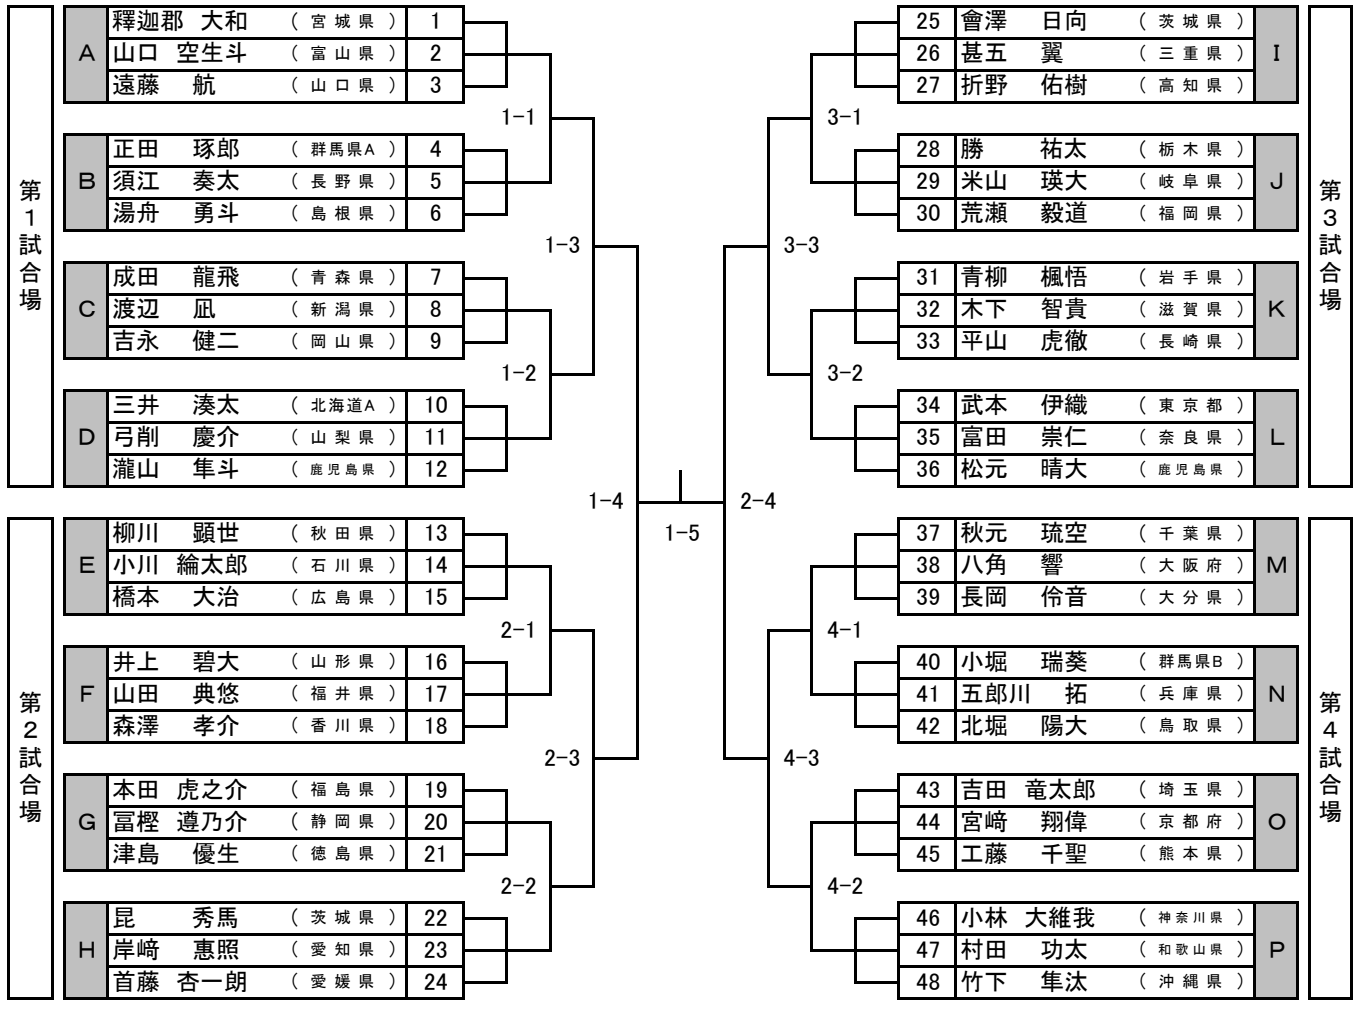 第1試合場
A
釋迦郡 大和 （宮城県） 1
山口 空生斗 （富山県） 2
遠藤 航 （山口県） 3
1-1
B
正田 琢郎 （群馬県A） 4
須江 奏太 （長野県） 5
湯舟 勇斗 （島根県） 6
1-3
C
成田 龍飛 （青森県） 7
渡辺 凪 （新潟県） 8
吉永 健二 （岡山県） 9
1-2
D
三井 湊太 （北海道A） 10
弓削 慶介 （山梨県） 11
瀧山 隼斗 （鹿児島県） 12
1-4
第2試合場
E
柳川 顕世 （秋田県） 13
小川 綸太郎 （石川県） 14
橋本 大治 （広島県） 15
2-1
F
井上 碧大 （山形県） 16
山田 典悠 （福井県） 17
森澤 孝介 （香川県） 18
2-3
G
本田 虎之介 （福島県） 19
冨樫 遵乃介 （静岡県） 20
津島 優生 （徳島県） 21
2-2
H
昆 秀馬 （茨城県） 22
岸﨑 惠照 （愛知県） 23
首藤 杏一朗 （愛媛県） 24
1-5
第3試合場
25 會澤 日向 （茨城県）
26 甚五 翼 （三重県）
27 折野 佑樹 （高知県）
I
3-1
28 勝 祐太 （栃木県）
29 米山 瑛大 （岐阜県）
30 荒瀬 毅道 （福岡県）
J
3-3
31 青柳 楓悟 （岩手県）
32 木下 智貴 （滋賀県）
33 平山 虎徹 （長崎県）
K
3-2
34 武本 伊織 （東京都）
35 富田 崇仁 （奈良県）
36 松元 晴大 （鹿児島県）
L
2-4
第4試合場
37 秋元 琉空 （千葉県）
38 八角 響 （大阪府）
39 長岡 伶音 （大分県）
M
4-1
40 小堀 瑞葵 （群馬県B）
41 五郎川 拓 （兵庫県）
42 北堀 陽大 （鳥取県）
N
4-3
43 吉田 竜太郎 （埼玉県）
44 宮﨑 翔偉 （京都府）
45 工藤 千聖 （熊本県）
O
4-2
46 小林 大維我 （神奈川県）
47 村田 功太 （和歌山県）
48 竹下 隼汰 （沖縄県）
P